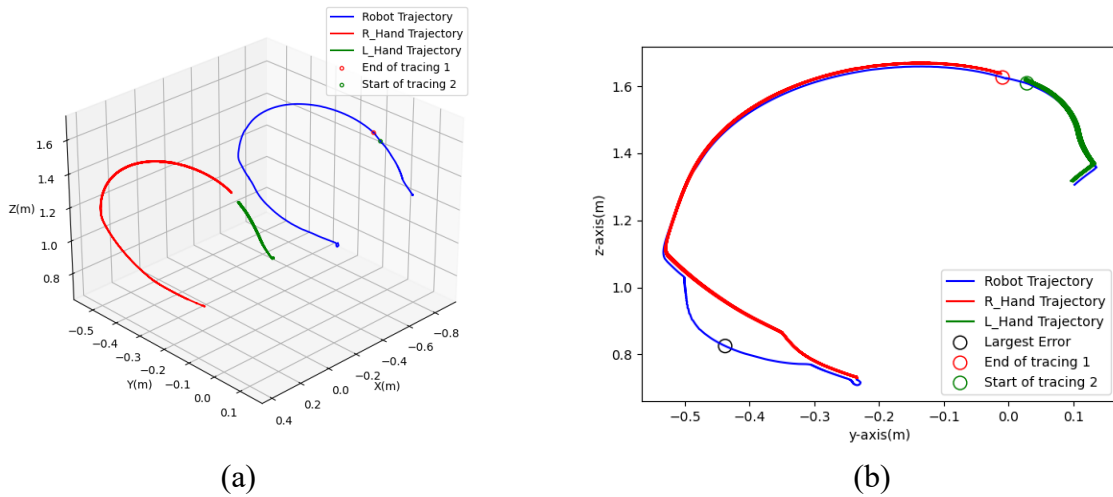 Robot Trajectory
R_Hand Trajectory
L_Hand Trajectory
End of tracing 1
Start of tracing 2
Z(m)
1.6
1.4
1.2
1.0
0.8
−0.5
−0.4
−0.3
−0.2
−0.1
0.0
0.1
Y(m)
0.4
0.2
0.0
−0.2
−0.4
−0.6
−0.8
X(m)
(a)
1.6
1.4
1.2
1.0
0.8
z-axis(m)
−0.5
−0.4
−0.3
−0.2
−0.1
0.0
0.1
y-axis(m)
Robot Trajectory
R_Hand Trajectory
L_Hand Trajectory
Largest Error
End of tracing 1
Start of tracing 2
(b)